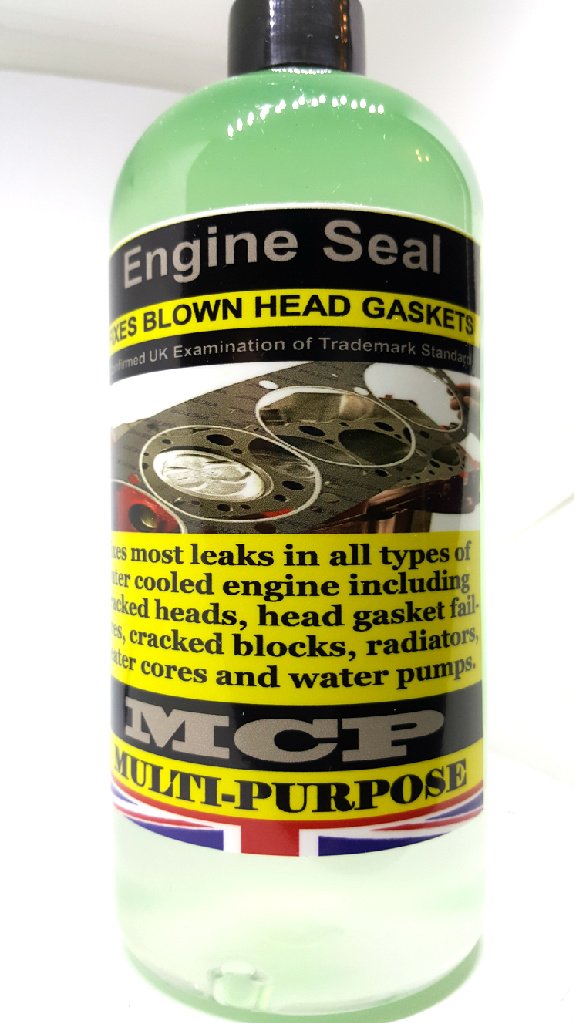 Engine Seal
FIXES BLOWN HEAD GASKETS
Confirmed UK Examination of Trademark Standard
most leaks in all types of
cooled engine including
heads, head gasket fail-
cracked blocks, radiators,
cores and water pumps.
MCP
MULTI-PURPOSE